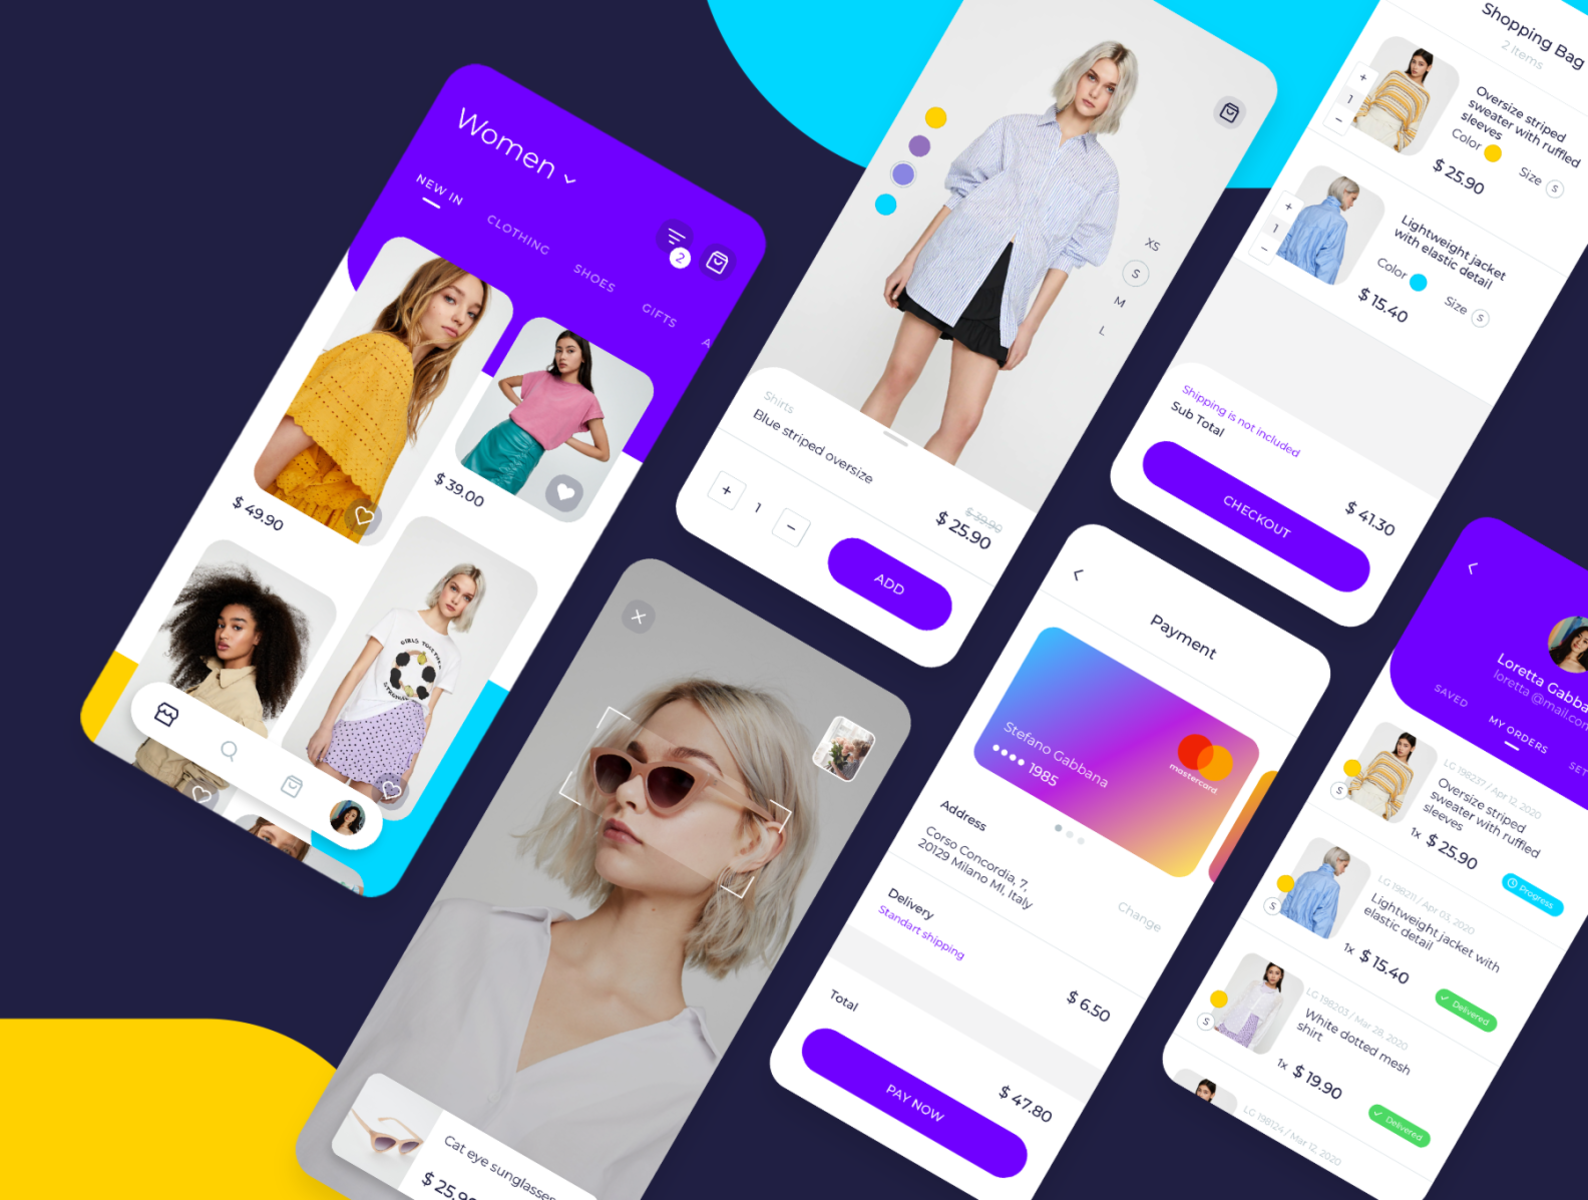 Women
NEW IN
CLOTHING
SHOES
GIFTS
A
2
$ 49.90
$ 39.00
GIRLS TOGETHER
XS
S
M
L
Shirts
Blue striped oversize
+
1
−
$ 39.90
$ 25.90
ADD
Shopping Bag
2 Items
+
1
−
Oversize striped
sweater with ruffled
sleeves
Color
Size S
$ 25.90
+
1
−
Lightweight jacket
with elastic detail
Color
Size S
$ 15.40
Shipping is not included
Sub Total
$ 41.30
CHECKOUT
Cat eye sunglasses
$ 25.90
Payment
Stefano Gabbana
•••• 1985
mastercard
Address
Corso Concordia, 7,
20129 Milano MI, Italy
Change
Delivery
Standart shipping
$ 6.50
Total
$ 47.80
PAY NOW
Loretta Gabba
loretta @mail.com
SAVED
MY ORDERS
SET
LG 198237 / Apr 12, 2020
Oversize striped
sweater with ruffled
sleeves
S
1x $ 25.90
Progress
LG 198211 / Apr 03, 2020
Lightweight jacket with
elastic detail
S
1x $ 15.40
Delivered
LG 198203 / Mar 28, 2020
White dotted mesh
shirt
S
1x $ 19.90
Delivered
LG 198124 / Mar 12, 2020